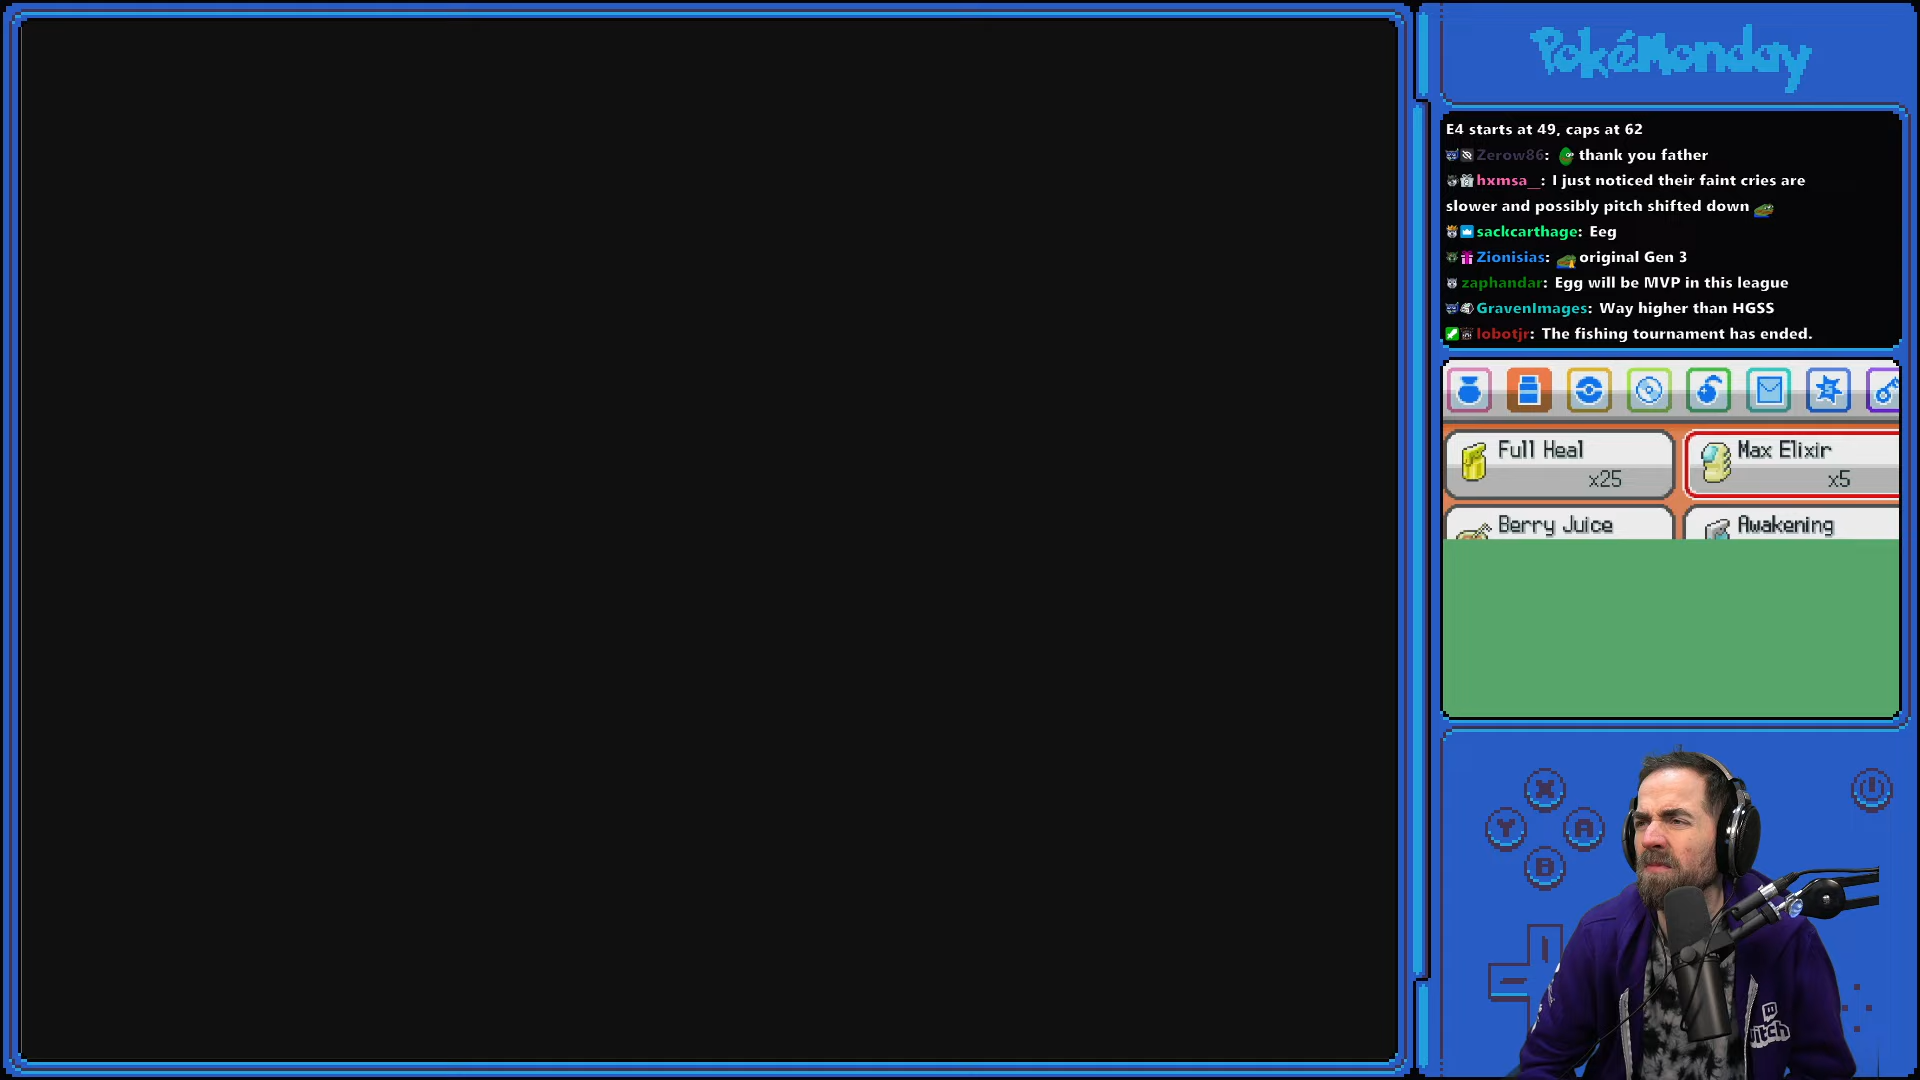 PokéMonday
E4 starts at 49, caps at 62
Zerow86: thank you father
hxmsa__: I just noticed their faint cries are
slower and possibly pitch shifted down
sackcarthage: Eeg
Zionisias: original Gen 3
zaphandar: Egg will be MVP in this league
GravenImages: Way higher than HGSS
lobotjr: The fishing tournament has ended.
Full Heal
x25
Max Elixir
x5
Berry Juice
Awakening
X
Y
A
B